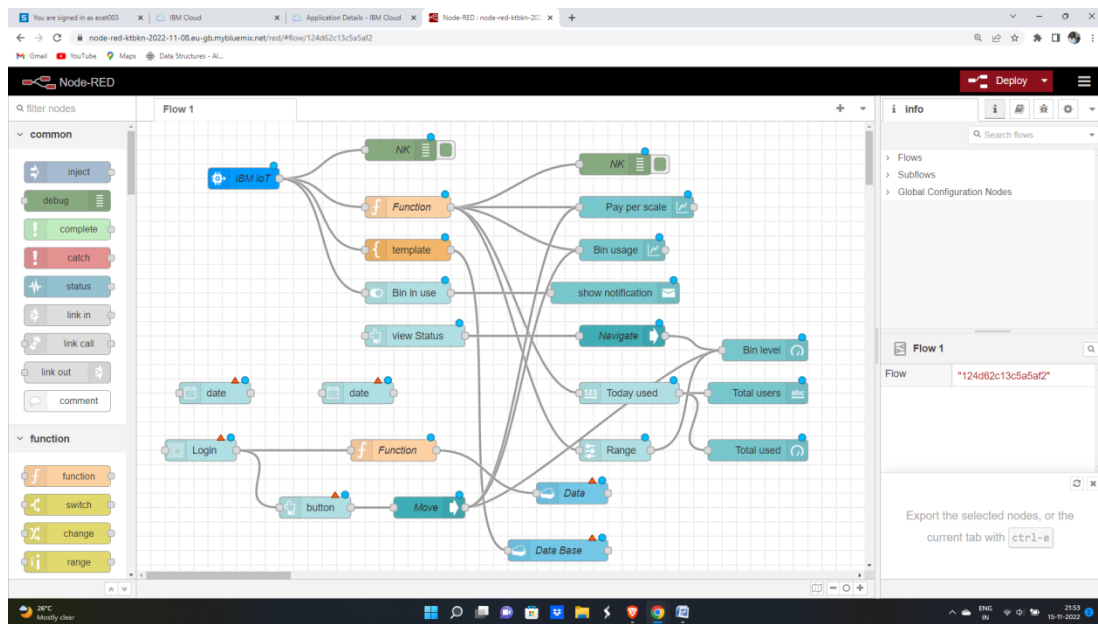 You are signed in as ecet003
IBM Cloud
Application Details - IBM Cloud
Node-RED : node-red-ktbkn-202
node-red-ktbkn-2022-11-08.eu-gb.mybluemix.net/red/#flow/124d62c13c5a5af2
Gmail YouTube Maps Data Structures - Al...
Node-RED
Deploy
filter nodes
Flow 1
info
Search flows
common
inject
debug
complete
catch
status
link in
link call
link out
comment
function
function
switch
change
range
IBM IoT
NK
NK
Function
Pay per scale
template
Bin usage
Bin in use
show notification
view Status
Navigate
Bin level
date
date
Today used
Total users
abc
123
Login
Function
Range
Total used
button
Move
Data
Data Base
Flows
Subflows
Global Configuration Nodes
Flow 1
Flow "124d62c13c5a5af2"
Export the selected nodes, or the
current tab with ctrl-e
26°C
Mostly clear
ENG
IN
21:53
15-11-2022
2